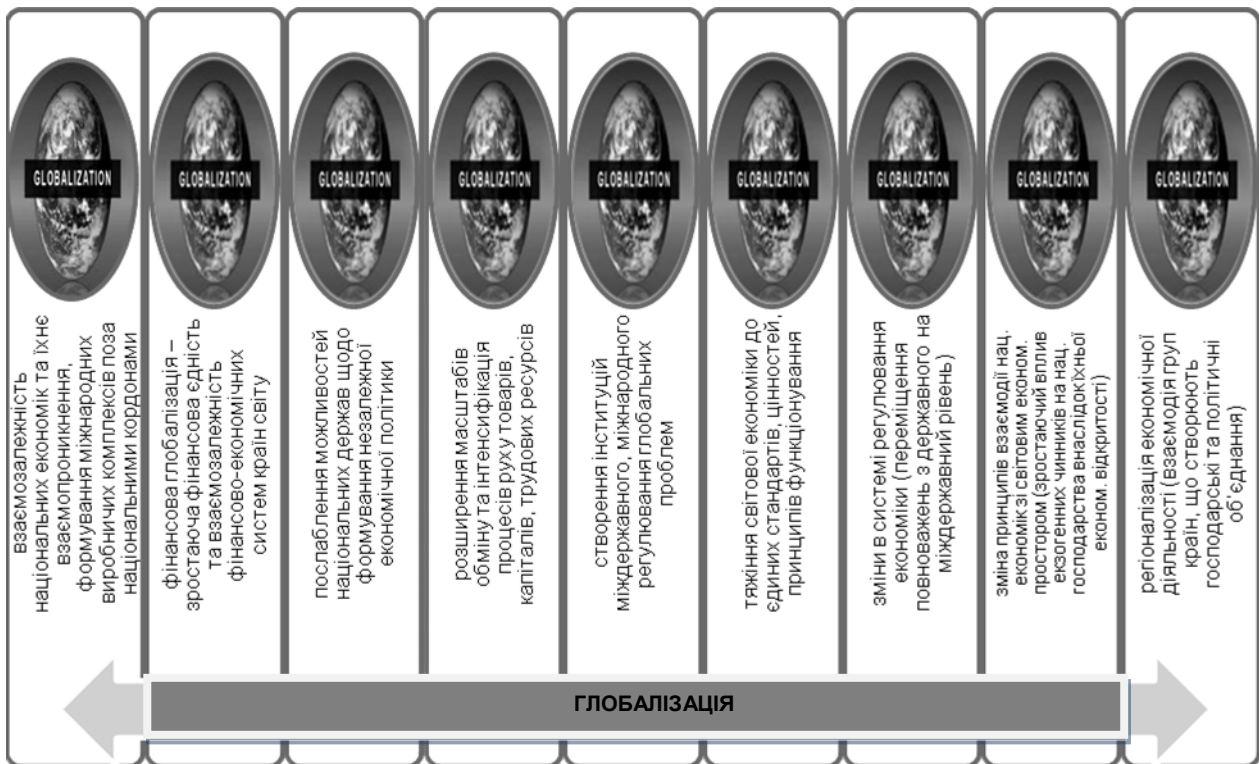 GLOBALIZATION
взаємозалежність
національних економік та їхнє
взаємопроникнення,
формування міжнародних
виробничих комплексів поза
національними кордонами
GLOBALIZATION
фінансова глобалізація –
зростаюча фінансова єдність
та взаємозалежність
фінансово-економічних
систем країн світу
GLOBALIZATION
послаблення можливостей
національних держав щодо
формування незалежної
економічної політики
GLOBALIZATION
розширення масштабів
обміну та інтенсифікація
процесів руху товарів,
капіталів, трудових ресурсів
GLOBALIZATION
створення інституцій
міждержавного, міжнародного
регулювання глобальних
проблем
GLOBALIZATION
тяжіння світової економіки до
єдиних стандартів, цінностей,
принципів функціонування
GLOBALIZATION
зміни в системі регулювання
економіки (переміщення
повноважень з державного на
міждержавний рівень)
GLOBALIZATION
зміна принципів взаємодії нац.
економік зі світовим економ.
простором (зростаючий вплив
екзогенних чинників на нац.
господарства внаслідок їхньої
економ. відкритості)
GLOBALIZATION
регіоналізація економічної
діяльності (взаємодія груп
країн, що створюють
господарські та політичні
об’єднання)
ГЛОБАЛІЗАЦІЯ